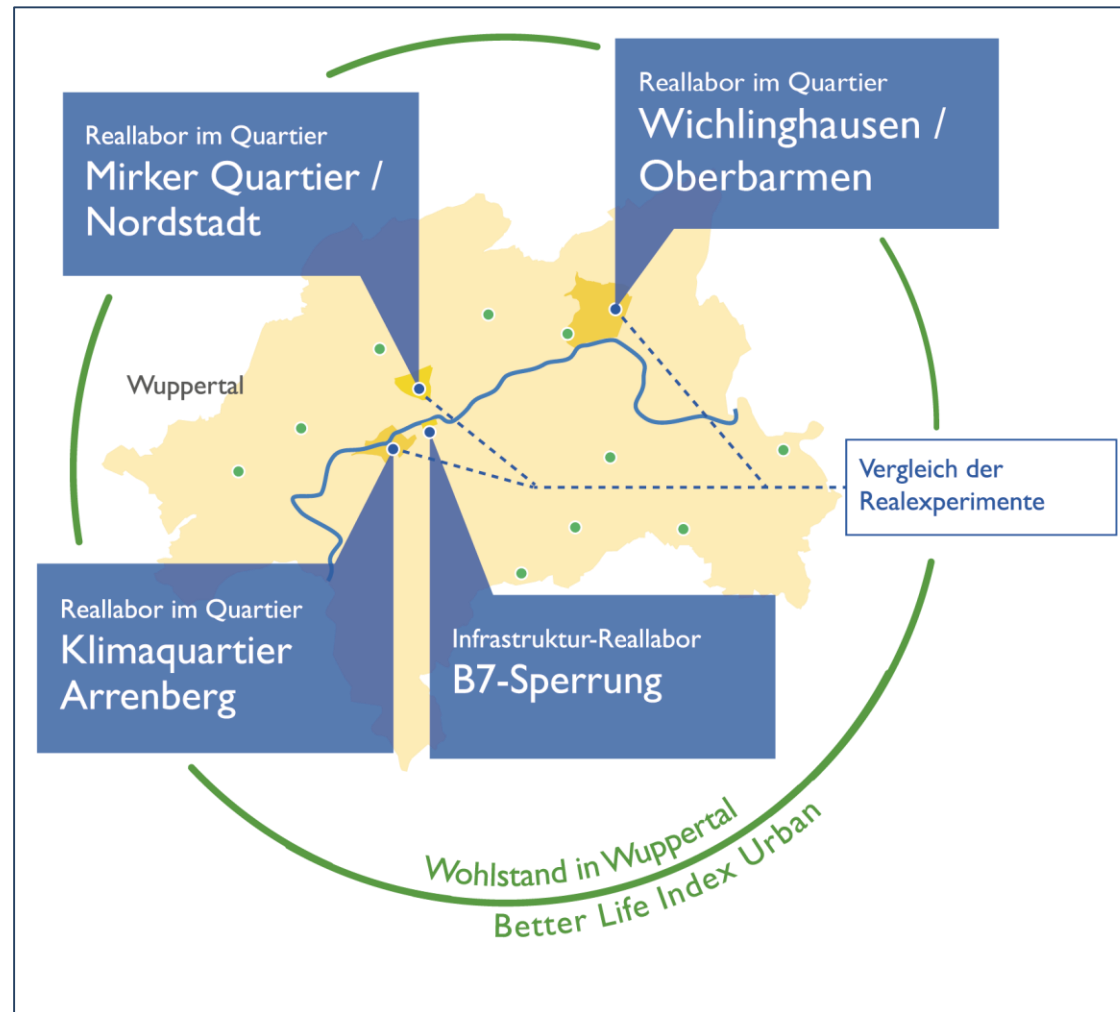 Reallabor im Quartier
Mirker Quartier /
Nordstadt
Reallabor im Quartier
Wichlinghausen /
Oberbarmen
Wuppertal
Vergleich der
Realexperimente
Reallabor im Quartier
Klimaquartier
Arrenberg
Infrastruktur-Reallabor
B7-Sperrung
Wohlstand in Wuppertal
Better Life Index Urban